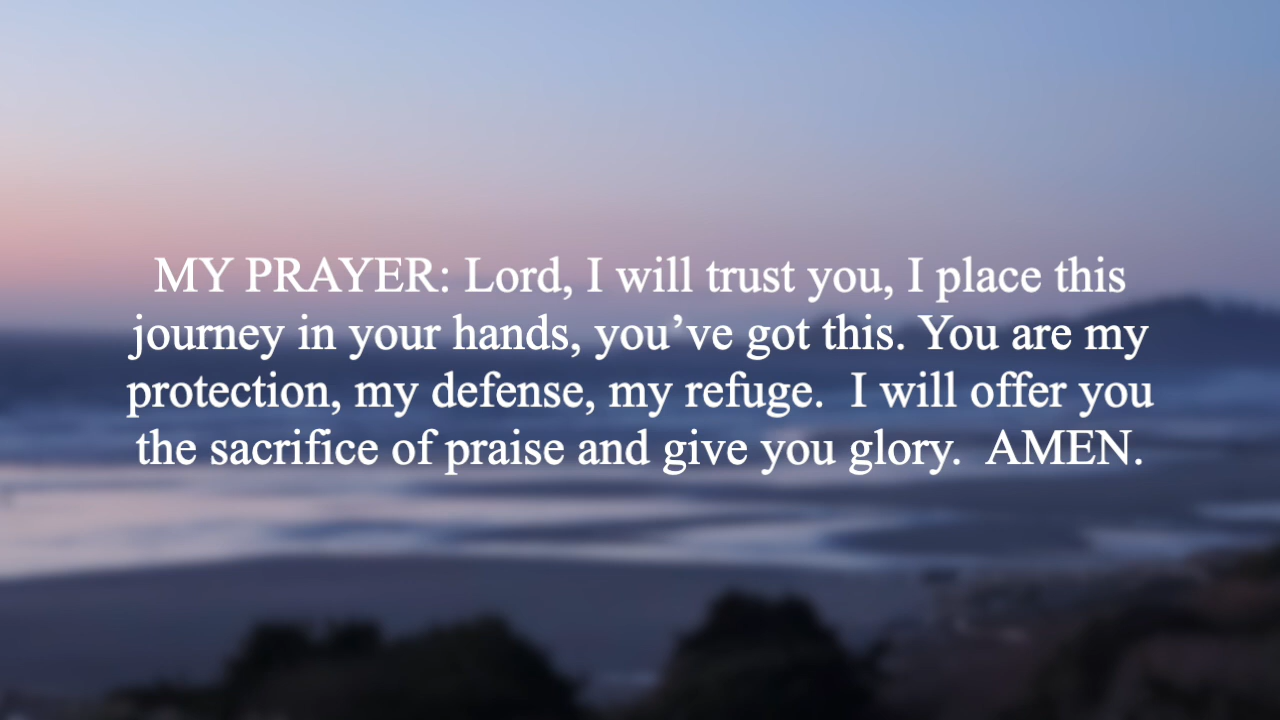 MY PRAYER: Lord, I will trust you, I place this
journey in your hands, you’ve got this. You are my
protection, my defense, my refuge.  I will offer you
the sacrifice of praise and give you glory.  AMEN.